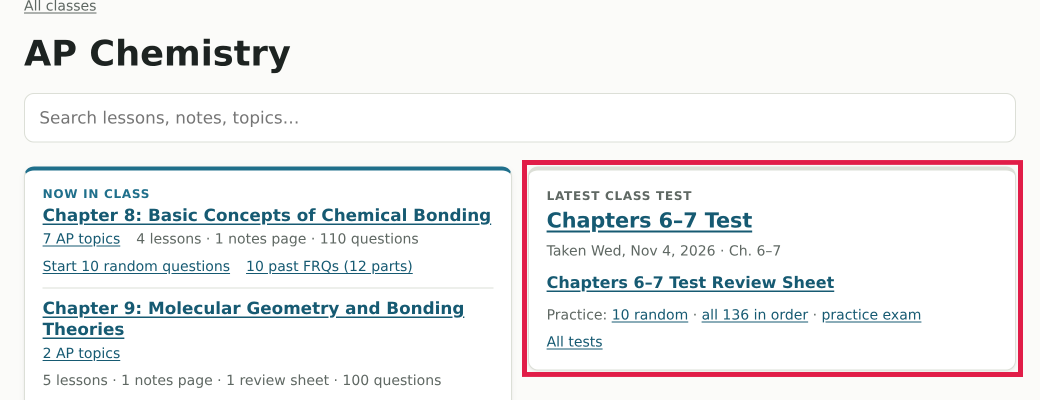 All classes
AP Chemistry
Search lessons, notes, topics...
NOW IN CLASS
Chapter 8: Basic Concepts of Chemical Bonding
7 AP topics 4 lessons · 1 notes page · 110 questions
Start 10 random questions 10 past FRQs (12 parts)
Chapter 9: Molecular Geometry and Bonding
Theories
2 AP topics
5 lessons · 1 notes page · 1 review sheet · 100 questions
LATEST CLASS TEST
Chapters 6–7 Test
Taken Wed, Nov 4, 2026 · Ch. 6–7
Chapters 6–7 Test Review Sheet
Practice: 10 random · all 136 in order · practice exam
All tests